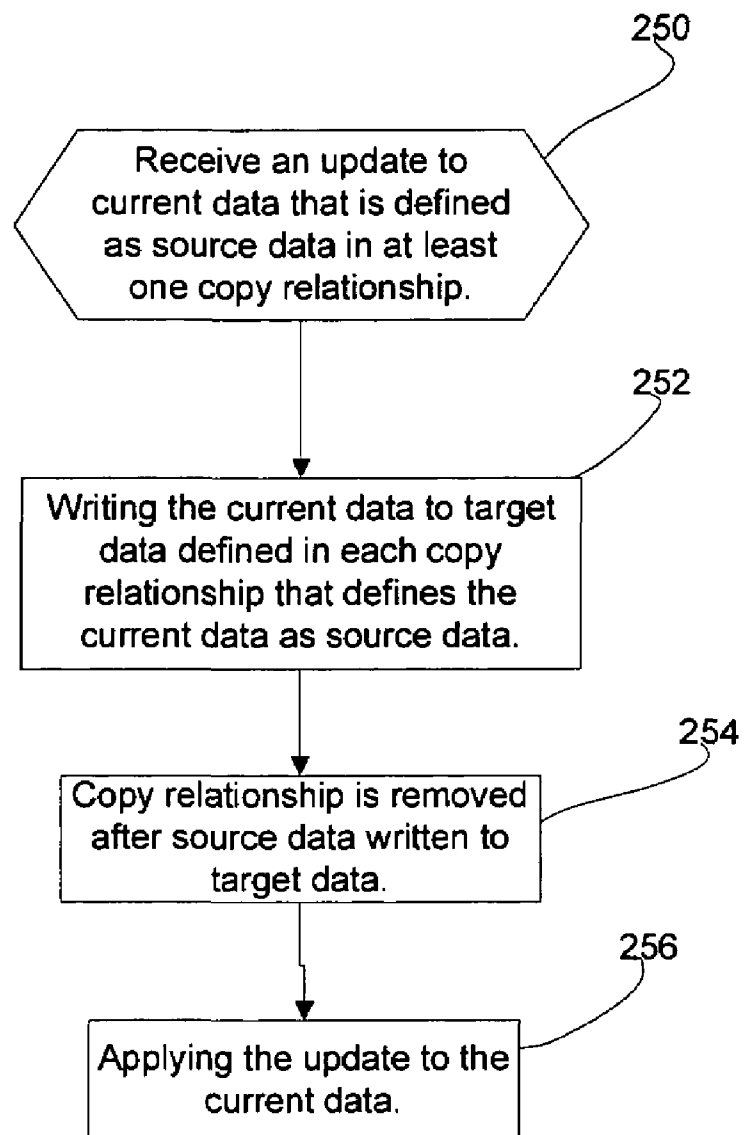 250
Receive an update to
current data that is defined
as source data in at least
one copy relationship.
252
Writing the current data to target
data defined in each copy
relationship that defines the
current data as source data.
254
Copy relationship is removed
after source data written to
target data.
256
Applying the update to the
current data.